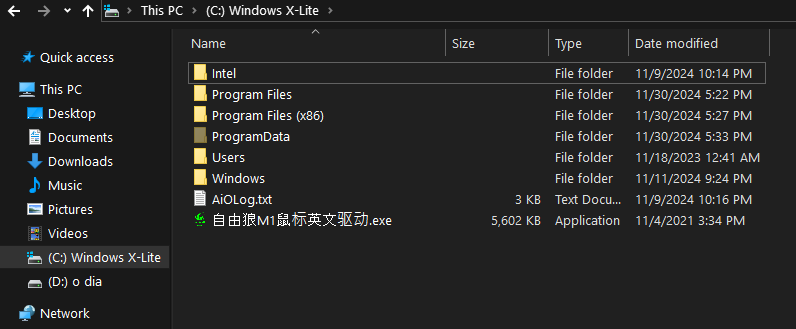 This PC > (C:) Windows X-Lite >
Quick access
This PC
Desktop
Documents
Downloads
Music
Pictures
Videos
(C:) Windows X-Lite
(D:) o dia
Network
Name Size Type Date modified
Intel File folder 11/9/2024 10:14 PM
Program Files File folder 11/30/2024 5:22 PM
Program Files (x86) File folder 11/30/2024 5:27 PM
ProgramData File folder 11/30/2024 5:33 PM
Users File folder 11/18/2023 12:41 AM
Windows File folder 11/11/2024 9:24 PM
AiOLog.txt 3 KB Text Docu... 11/9/2024 10:16 PM
自由狼M1鼠标英文驱动.exe 5,602 KB Application 11/4/2021 3:34 PM